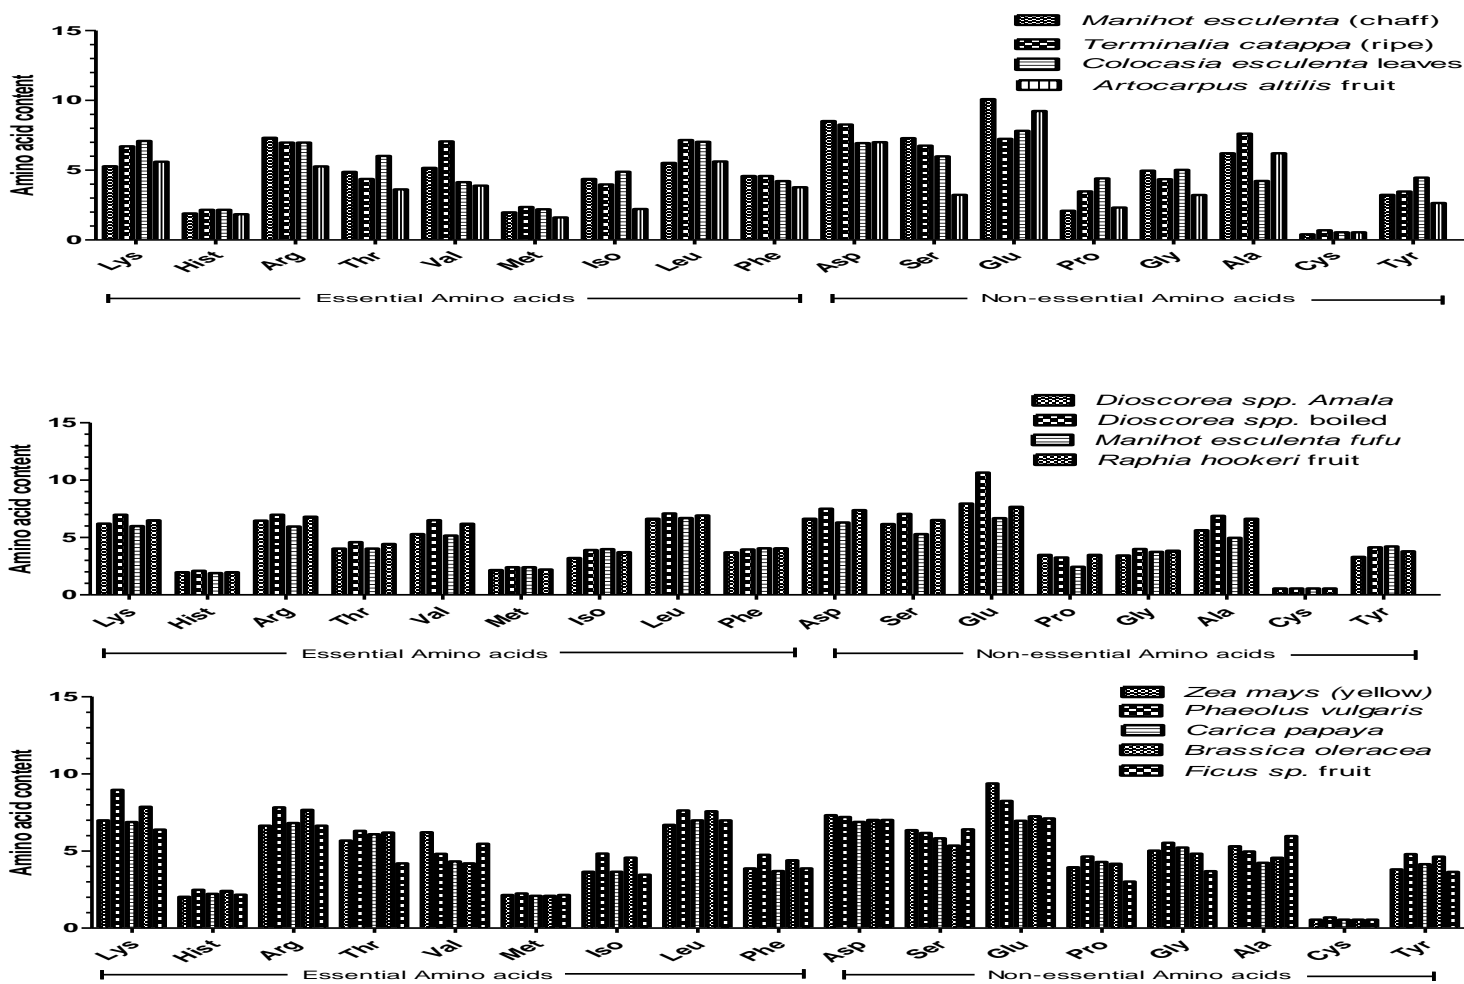 Manihot esculenta (chaff)
Terminalia catappa (ripe)
Colocasia esculenta leaves
Artocarpus altilis fruit
Amino acid content
15
10
5
0
Lys Hist Arg Thr Val Met Iso Leu Phe Asp Ser Glu Pro Gly Ala Cys Tyr
Essential Amino acids Non-essential Amino acids
Dioscorea spp. Amala
Dioscorea spp. boiled
Manihot esculenta fufu
Raphia hookeri fruit
Amino acid content
15
10
5
0
Lys Hist Arg Thr Val Met Iso Leu Phe Asp Ser Glu Pro Gly Ala Cys Tyr
Essential Amino acids Non-essential Amino acids
Zea mays (yellow)
Phaeolus vulgaris
Carica papaya
Brassica oleracea
Ficus sp. fruit
Amino acid content
15
10
5
0
Lys Hist Arg Thr Val Met Iso Leu Phe Asp Ser Glu Pro Gly Ala Cys Tyr
Essential Amino acids Non-essential Amino acids